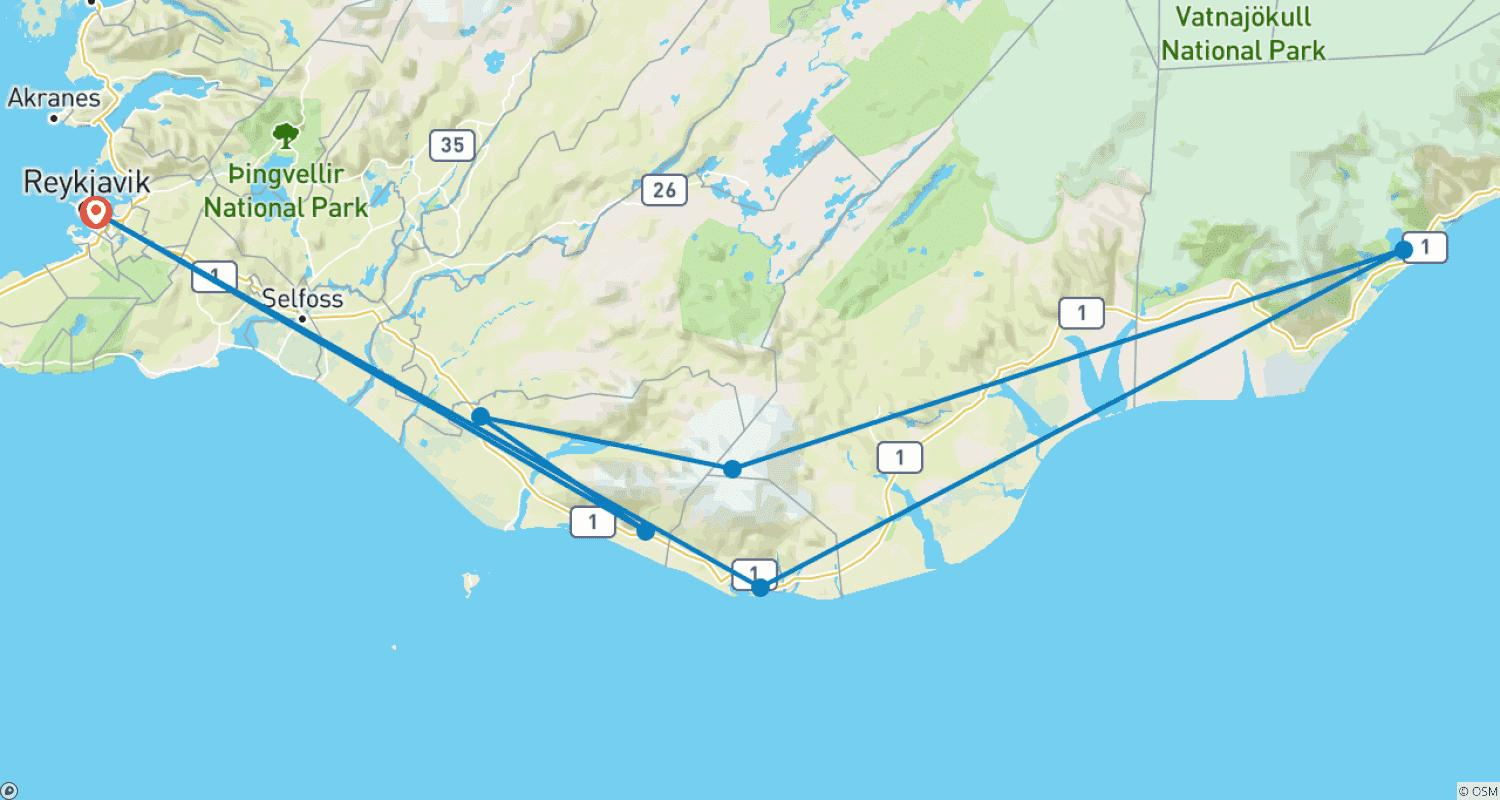 Vatnajökull
National Park
Akranes
35
Þingvellir
National Park
Reykjavik
26
1
1
Selfoss
1
1
1
1
© OSM